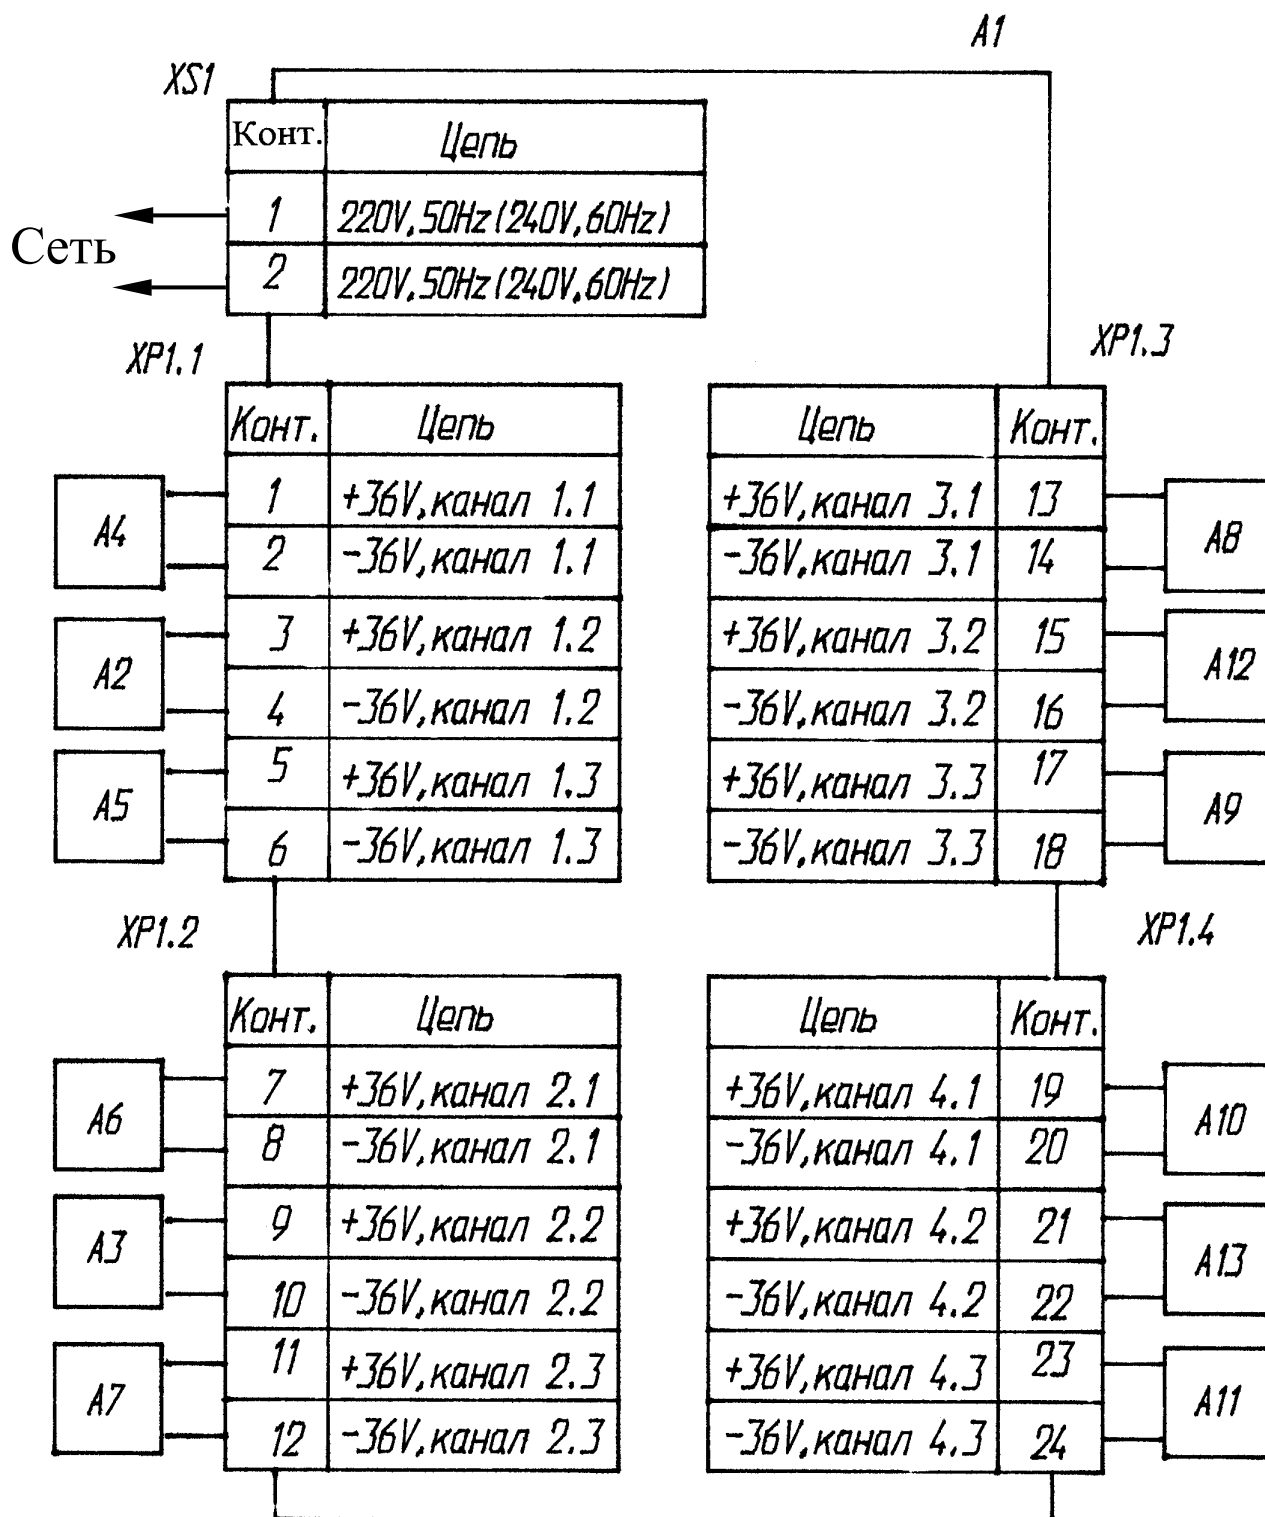 A1
XS1
Конт. Цепь
1 220V,50Hz(240V,60Hz)
Сеть
2 220V,50Hz(240V,60Hz)
XP1.1
Конт. Цепь
A4
1 +36V,канал 1.1
2 -36V,канал 1.1
A2
3 +36V,канал 1.2
4 -36V,канал 1.2
A5
5 +36V,канал 1.3
6 -36V,канал 1.3
XP1.3
Цепь Конт.
+36V,канал 3.1 13
-36V,канал 3.1 14
A8
+36V,канал 3.2 15
-36V,канал 3.2 16
A12
+36V,канал 3.3 17
-36V,канал 3.3 18
A9
XP1.2
Конт. Цепь
A6
7 +36V,канал 2.1
8 -36V,канал 2.1
A3
9 +36V,канал 2.2
10 -36V,канал 2.2
A7
11 +36V,канал 2.3
12 -36V,канал 2.3
XP1.4
Цепь Конт.
+36V,канал 4.1 19
-36V,канал 4.1 20
A10
+36V,канал 4.2 21
-36V,канал 4.2 22
A13
+36V,канал 4.3 23
-36V,канал 4.3 24
A11